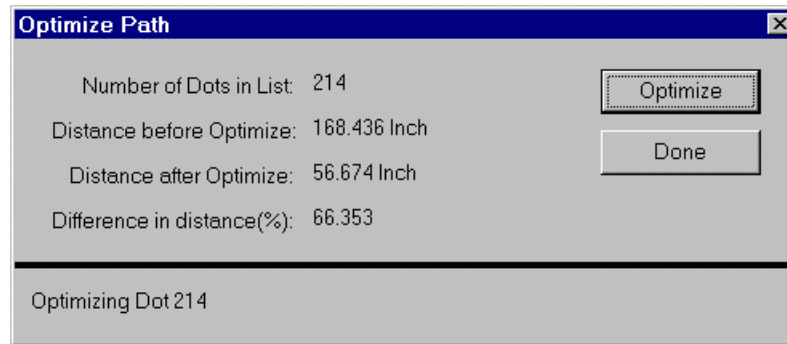 Optimize Path
Number of Dots in List: 214
Optimize
Distance before Optimize: 168.436 Inch
Done
Distance after Optimize: 56.674 Inch
Difference in distance(%): 66.353
Optimizing Dot 214